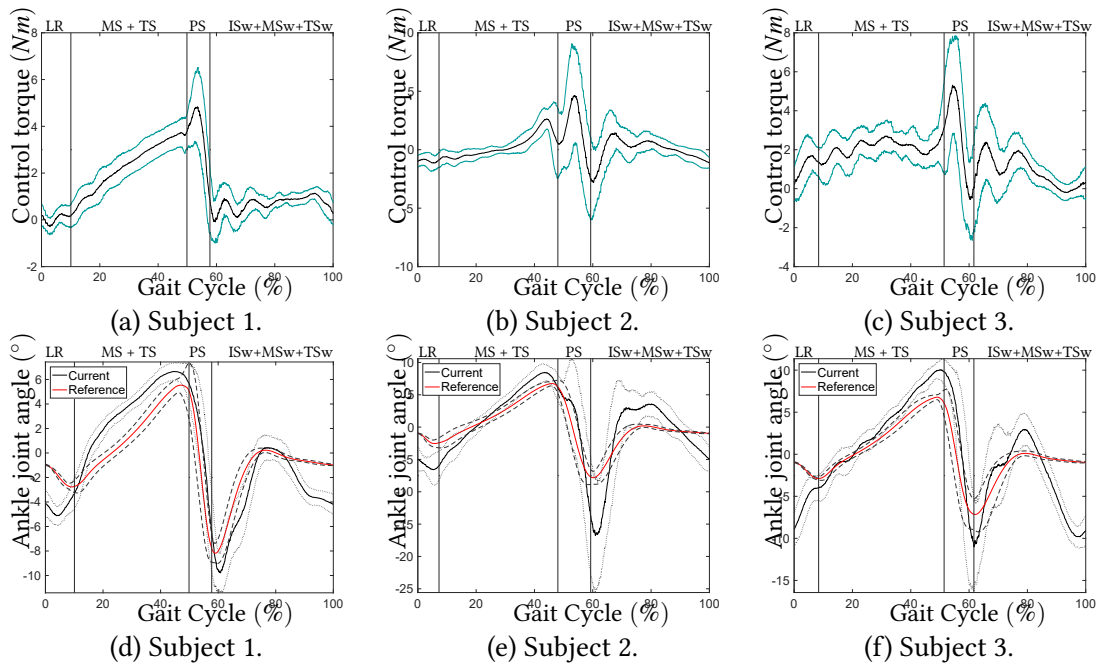 LR MS + TS PS ISw+MSw+TSw
Control torque (Nm)
8
6
4
2
0
-2
0 20 40 60 80 100
Gait Cycle (%)
(a) Subject 1.
LR MS + TS PS ISw+MSw+TSw
Control torque (Nm)
10
5
0
-5
-10
0 20 40 60 80 100
Gait Cycle (%)
(b) Subject 2.
LR MS + TS PS ISw+MSw+TSw
Control torque (Nm)
8
6
4
2
0
-2
-4
0 20 40 60 80 100
Gait Cycle (%)
(c) Subject 3.
LR MS + TS PS ISw+MSw+TSw
Ankle joint angle (°)
Current
Reference
6
4
2
0
-2
-4
-6
-8
-10
0 20 40 60 80 100
Gait Cycle (%)
(d) Subject 1.
LR MS + TS PS ISw+MSw+TSw
Ankle joint angle (°)
Current
Reference
10
5
0
-5
-10
-15
-20
-25
0 20 40 60 80 100
Gait Cycle (%)
(e) Subject 2.
LR MS + TS PS ISw+MSw+TSw
Ankle joint angle (°)
Current
Reference
10
5
0
-5
-10
-15
0 20 40 60 80 100
Gait Cycle (%)
(f) Subject 3.